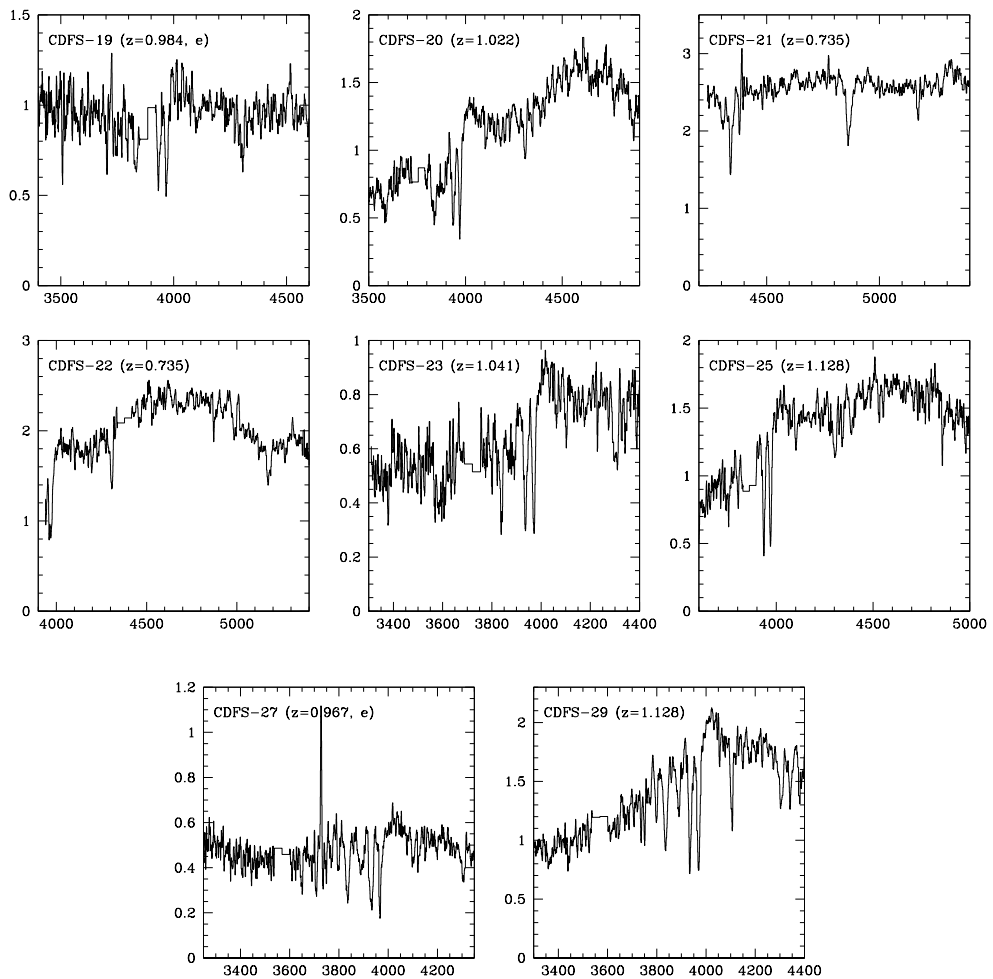 CDFS-19 (z=0.984, e)
1.5
1
0.5
0
3500 4000 4500
CDFS-20 (z=1.022)
2
1.5
1
0.5
0
3500 4000 4500
CDFS-21 (z=0.735)
3
2
1
0
4500 5000
CDFS-22 (z=0.735)
3
2
1
0
4000 4500 5000
CDFS-23 (z=1.041)
1
0.8
0.6
0.4
0.2
0
3400 3600 3800 4000 4200 4400
CDFS-25 (z=1.128)
2
1.5
1
0.5
0
4000 4500 5000
CDFS-27 (z=0.967, e)
1.2
1
0.8
0.6
0.4
0.2
0
3400 3600 3800 4000 4200
CDFS-29 (z=1.128)
2
1.5
1
0.5
0
3400 3600 3800 4000 4200 4400